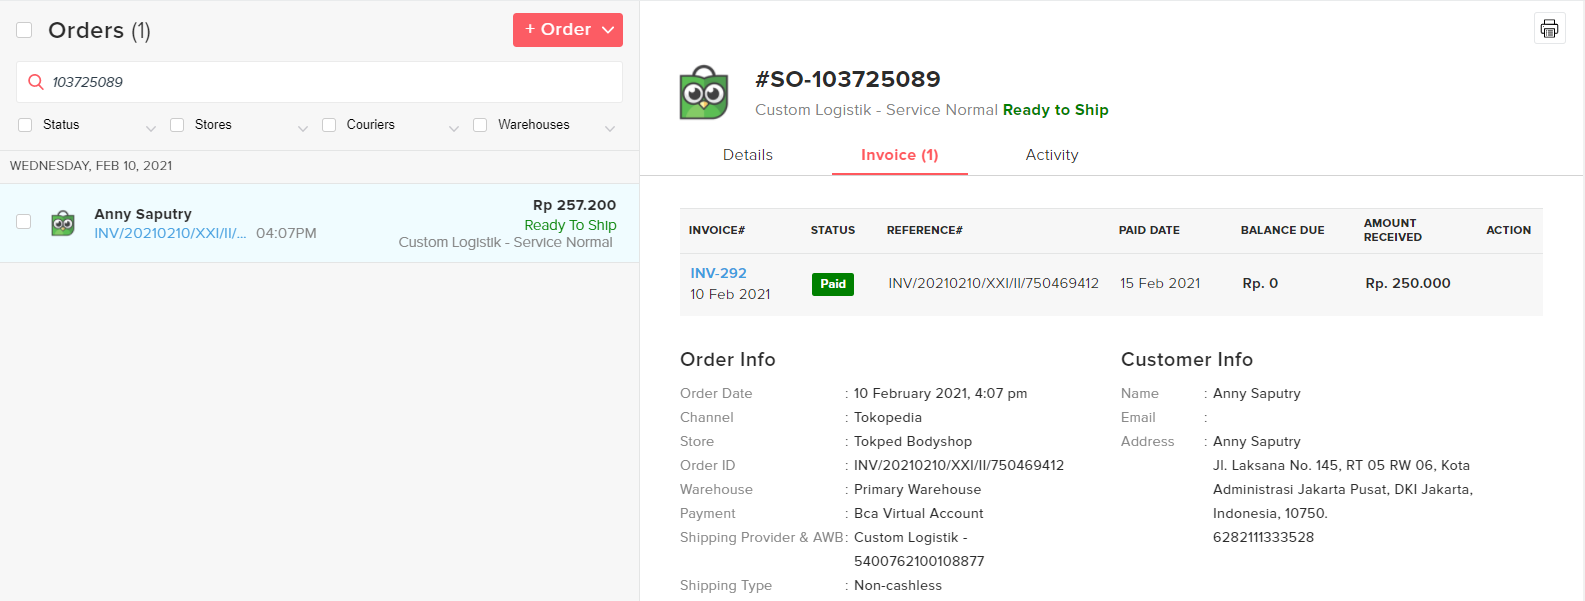 Orders (1)
+ Order
103725089
Status
Stores
Couriers
Warehouses
WEDNESDAY, FEB 10, 2021
Anny Saputry
Rp 257.200
INV/20210210/XXI/II/... 04:07PM
Ready To Ship
Custom Logistik - Service Normal
#SO-103725089
Custom Logistik - Service Normal Ready to Ship
Details
Invoice (1)
Activity
INVOICE# STATUS REFERENCE# PAID DATE BALANCE DUE AMOUNT RECEIVED ACTION
INV-292
10 Feb 2021
Paid
INV/20210210/XXI/II/750469412
15 Feb 2021
Rp. 0
Rp. 250.000
Order Info
Order Date : 10 February 2021, 4:07 pm
Channel : Tokopedia
Store : Tokped Bodyshop
Order ID : INV/20210210/XXI/II/750469412
Warehouse : Primary Warehouse
Payment : Bca Virtual Account
Shipping Provider & AWB : Custom Logistik -
5400762100108877
Shipping Type : Non-cashless
Customer Info
Name : Anny Saputry
Email :
Address : Anny Saputry
Jl. Laksana No. 145, RT 05 RW 06, Kota
Administrasi Jakarta Pusat, DKI Jakarta,
Indonesia, 10750.
6282111333528